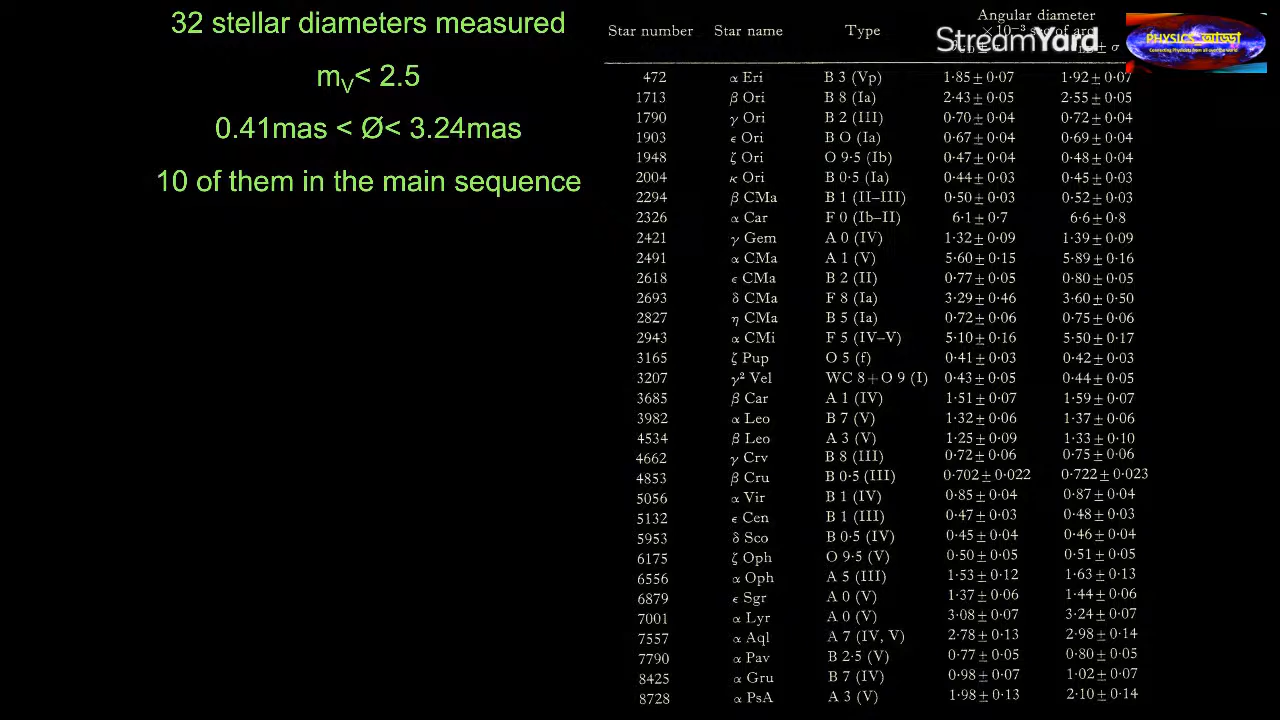 32 stellar diameters measured
mV< 2.5
0.41mas < Ø< 3.24mas
10 of them in the main sequence
Angular diameter
Star number Star name Type ×10⁻³ sec of arc
StreamYard
PHYSICS_আড্ডা
Connecting Physicists from all over the world
472 α Eri B 3 (Vp) 1·85±0·07 1·92±0·07
1713 β Ori B 8 (Ia) 2·43±0·05 2·55±0·05
1790 γ Ori B 2 (III) 0·70±0·04 0·72±0·04
1903 ϵ Ori B O (Ia) 0·67±0·04 0·69±0·04
1948 ζ Ori O 9·5 (Ib) 0·47±0·04 0·48±0·04
2004 κ Ori B 0·5 (Ia) 0·44±0·03 0·45±0·03
2294 β CMa B 1 (II–III) 0·50±0·03 0·52±0·03
2326 α Car F 0 (Ib–II) 6·1±0·7 6·6±0·8
2421 γ Gem A 0 (IV) 1·32±0·09 1·39±0·09
2491 α CMa A 1 (V) 5·60±0·15 5·89±0·16
2618 ϵ CMa B 2 (II) 0·77±0·05 0·80±0·05
2693 δ CMa F 8 (Ia) 3·29±0·46 3·60±0·50
2827 η CMa B 5 (Ia) 0·72±0·06 0·75±0·06
2943 α CMi F 5 (IV–V) 5·10±0·16 5·50±0·17
3165 ζ Pup O 5 (f) 0·41±0·03 0·42±0·03
3207 γ² Vel WC 8+O 9 (I) 0·43±0·05 0·44±0·05
3685 β Car A 1 (IV) 1·51±0·07 1·59±0·07
3982 α Leo B 7 (V) 1·32±0·06 1·37±0·06
4534 β Leo A 3 (V) 1·25±0·09 1·33±0·10
4662 γ Crv B 8 (III) 0·72±0·06 0·75±0·06
4853 β Cru B 0·5 (III) 0·702±0·022 0·722±0·023
5056 α Vir B 1 (IV) 0·85±0·04 0·87±0·04
5132 ϵ Cen B 1 (III) 0·47±0·03 0·48±0·03
5953 δ Sco B 0·5 (IV) 0·45±0·04 0·46±0·04
6175 ζ Oph O 9·5 (V) 0·50±0·05 0·51±0·05
6556 α Oph A 5 (III) 1·53±0·12 1·63±0·13
6879 ϵ Sgr A 0 (V) 1·37±0·06 1·44±0·06
7001 α Lyr A 0 (V) 3·08±0·07 3·24±0·07
7557 α Aql A 7 (IV, V) 2·78±0·13 2·98±0·14
7790 α Pav B 2·5 (V) 0·77±0·05 0·80±0·05
8425 α Gru B 7 (IV) 0·98±0·07 1·02±0·07
8728 α PsA A 3 (V) 1·98±0·13 2·10±0·14